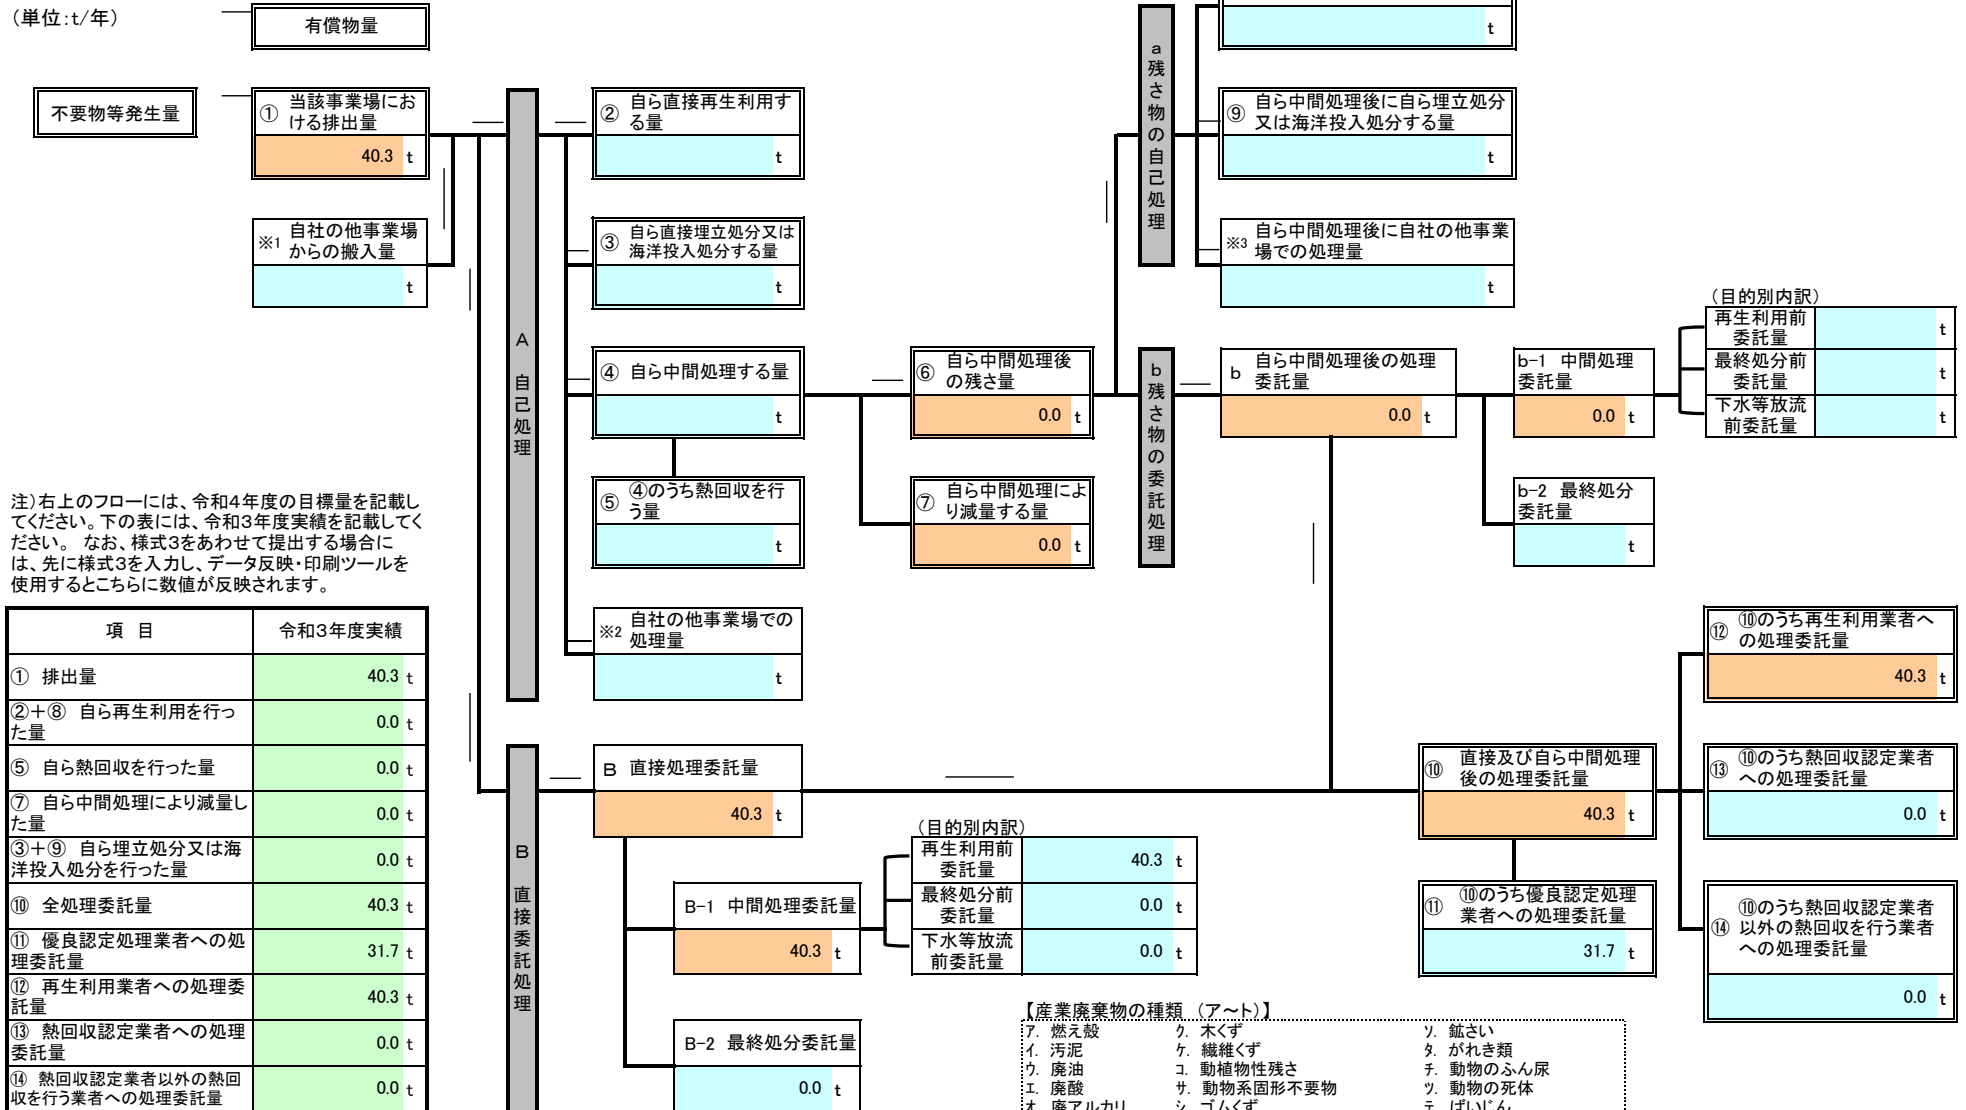 (単位:t/年)
有償物量
t
不要物等発生量
① 当該事業場にお
ける排出量
40.3 t
※1 自社の他事業場
からの搬入量
t
A 自己処理
② 自ら直接再生利用す
る量
t
③ 自ら直接埋立処分又は
海洋投入処分する量
t
④ 自ら中間処理する量
t
⑤ ④のうち熱回収を行
う量
t
※2 自社の他事業場での
処理量
t
⑥ 自ら中間処理後
の残さ量
0.0 t
⑦ 自ら中間処理によ
り減量する量
0.0 t
a残さ物の自己処理
⑨ 自ら中間処理後に自ら埋立処分
又は海洋投入処分する量
t
※3 自ら中間処理後に自社の他事業
場での処理量
t
b残さ物の委託処理
b 自ら中間処理後の処理
委託量
0.0 t
b-1 中間処理
委託量
0.0 t
(目的別内訳)
再生利用前
委託量
t
最終処分前
委託量
t
下水等放流
前委託量
t
b-2 最終処分
委託量
t
注)右上のフローには、令和4年度の目標量を記載し
てください。下の表には、令和3年度実績を記載してく
ださい。 なお、様式3をあわせて提出する場合に
は、先に様式3を入力し、データ反映・印刷ツールを
使用するとこちらに数値が反映されます。
項 目 令和3年度実績
① 排出量 40.3 t
②+⑧ 自ら再生利用を行っ
た量
0.0 t
⑤ 自ら熱回収を行った量 0.0 t
⑦ 自ら中間処理により減量し
た量
0.0 t
③+⑨ 自ら埋立処分又は海
洋投入処分を行った量
0.0 t
⑩ 全処理委託量 40.3 t
⑪ 優良認定処理業者への処
理委託量
31.7 t
⑫ 再生利用業者への処理委
託量
40.3 t
⑬ 熱回収認定業者への処理
委託量
0.0 t
⑭ 熱回収認定業者以外の熱回
収を行う業者への処理委託量
0.0 t
B 直接委託処理
B 直接処理委託量
40.3 t
B-1 中間処理委託量
40.3 t
B-2 最終処分委託量
0.0 t
(目的別内訳)
再生利用前
委託量
40.3 t
最終処分前
委託量
0.0 t
下水等放流
前委託量
0.0 t
⑩ 直接及び自ら中間処理
後の処理委託量
40.3 t
⑪ ⑩のうち優良認定処理
業者への処理委託量
31.7 t
⑫ ⑩のうち再生利用業者へ
の処理委託量
40.3 t
⑬ ⑩のうち熱回収認定業者
への処理委託量
0.0 t
⑭ ⑩のうち熱回収認定業者
以外の熱回収を行う業者
への処理委託量
0.0 t
【産業廃棄物の種類 (ア~ト)】
ア. 燃え殻 ク. 木くず ソ. 鉱さい
イ. 汚泥 ケ. 繊維くず タ. がれき類
ウ. 廃油 コ. 動植物性残さ チ. 動物のふん尿
エ. 廃酸 サ. 動物系固形不要物 ツ. 動物の死体
オ. 廃アルカリ シ. ゴムくず テ. ばいじん